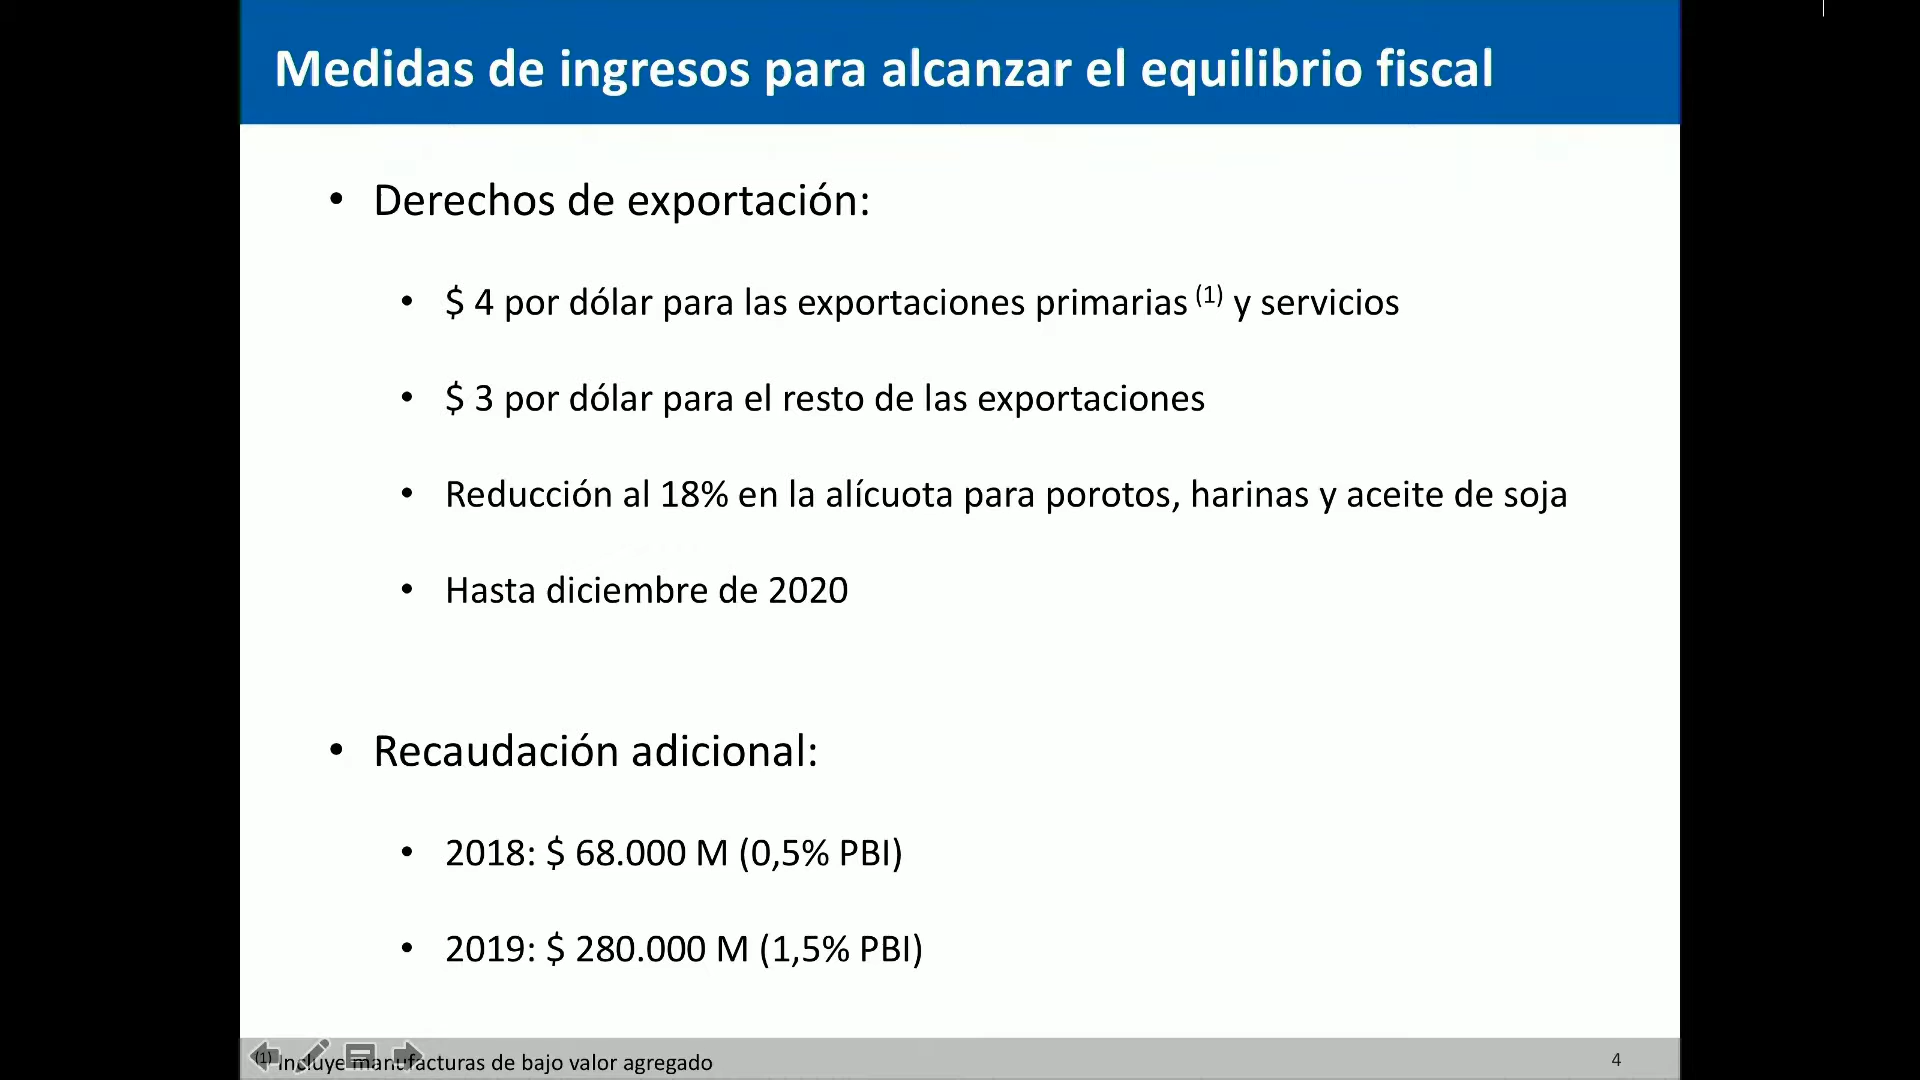 Medidas de ingresos para alcanzar el equilibrio fiscal
• Derechos de exportación:
• $ 4 por dólar para las exportaciones primarias (1) y servicios
• $ 3 por dólar para el resto de las exportaciones
• Reducción al 18% en la alícuota para porotos, harinas y aceite de soja
• Hasta diciembre de 2020
• Recaudación adicional:
• 2018: $ 68.000 M (0,5% PBI)
• 2019: $ 280.000 M (1,5% PBI)
(1) Incluye manufacturas de bajo valor agregado
4